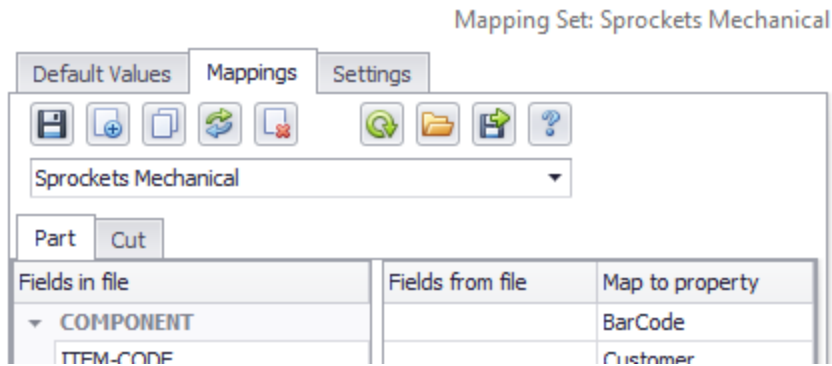 Mapping Set: Sprockets Mechanical
Default Values Mappings Settings
Sprockets Mechanical
Part Cut
Fields in file Fields from file Map to property
COMPONENT BarCode
ITEM-CODE Customer